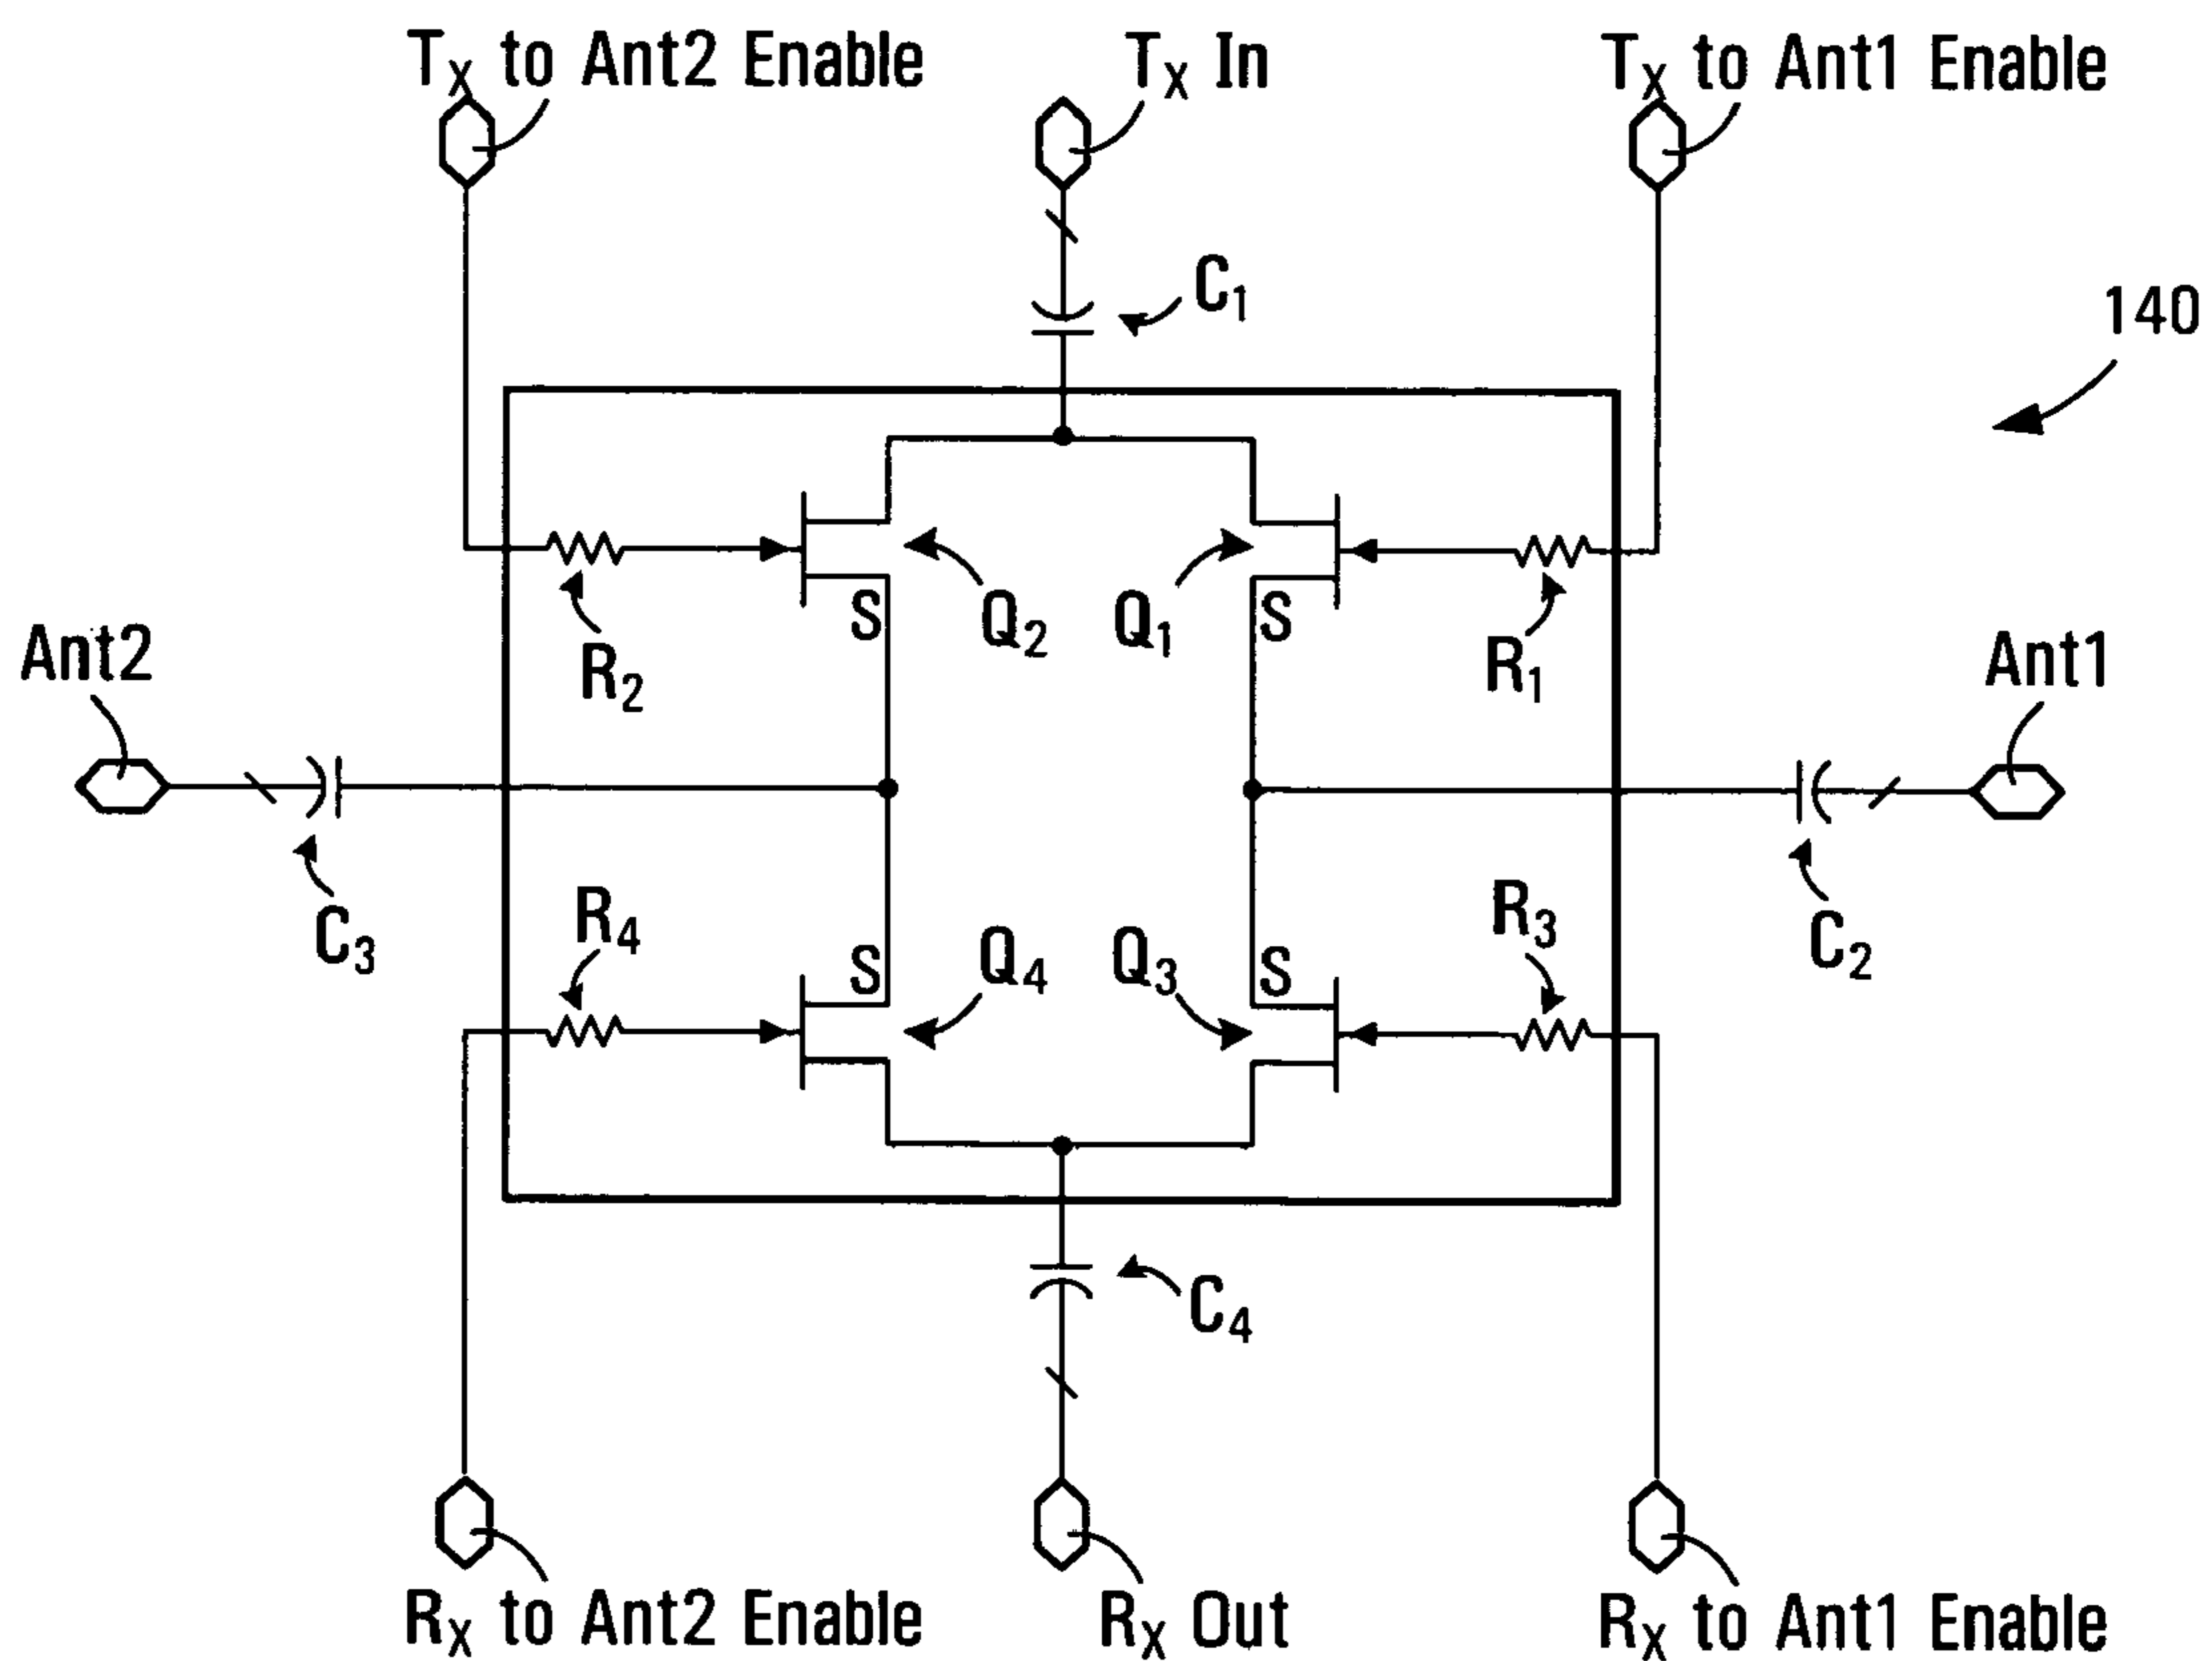 Tx to Ant2 Enable
Tx In
Tx to Ant1 Enable
C1
140
Q2
Q1
S
S
R2
R1
Ant2
Ant1
R4
R3
C3
Q4
Q3
C2
S
S
C4
Rx to Ant2 Enable
Rx Out
Rx to Ant1 Enable